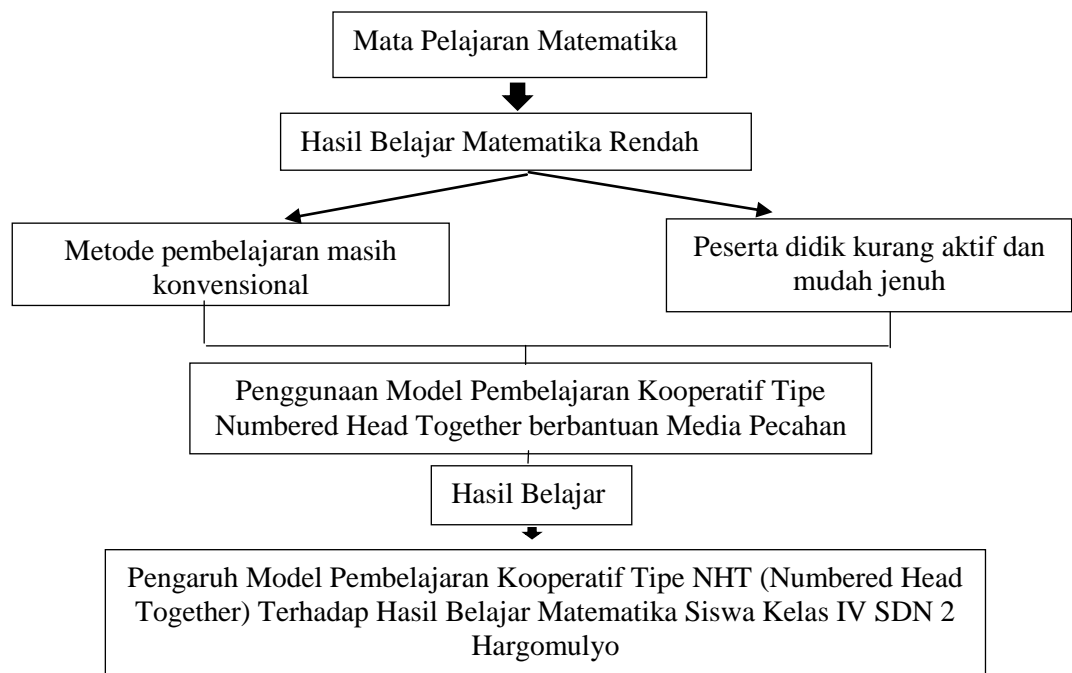 Mata Pelajaran Matematika
Hasil Belajar Matematika Rendah
Metode pembelajaran masih
konvensional
Peserta didik kurang aktif dan
mudah jenuh
Penggunaan Model Pembelajaran Kooperatif Tipe
Numbered Head Together berbantuan Media Pecahan
Hasil Belajar
Pengaruh Model Pembelajaran Kooperatif Tipe NHT (Numbered Head
Together) Terhadap Hasil Belajar Matematika Siswa Kelas IV SDN 2
Hargomulyo